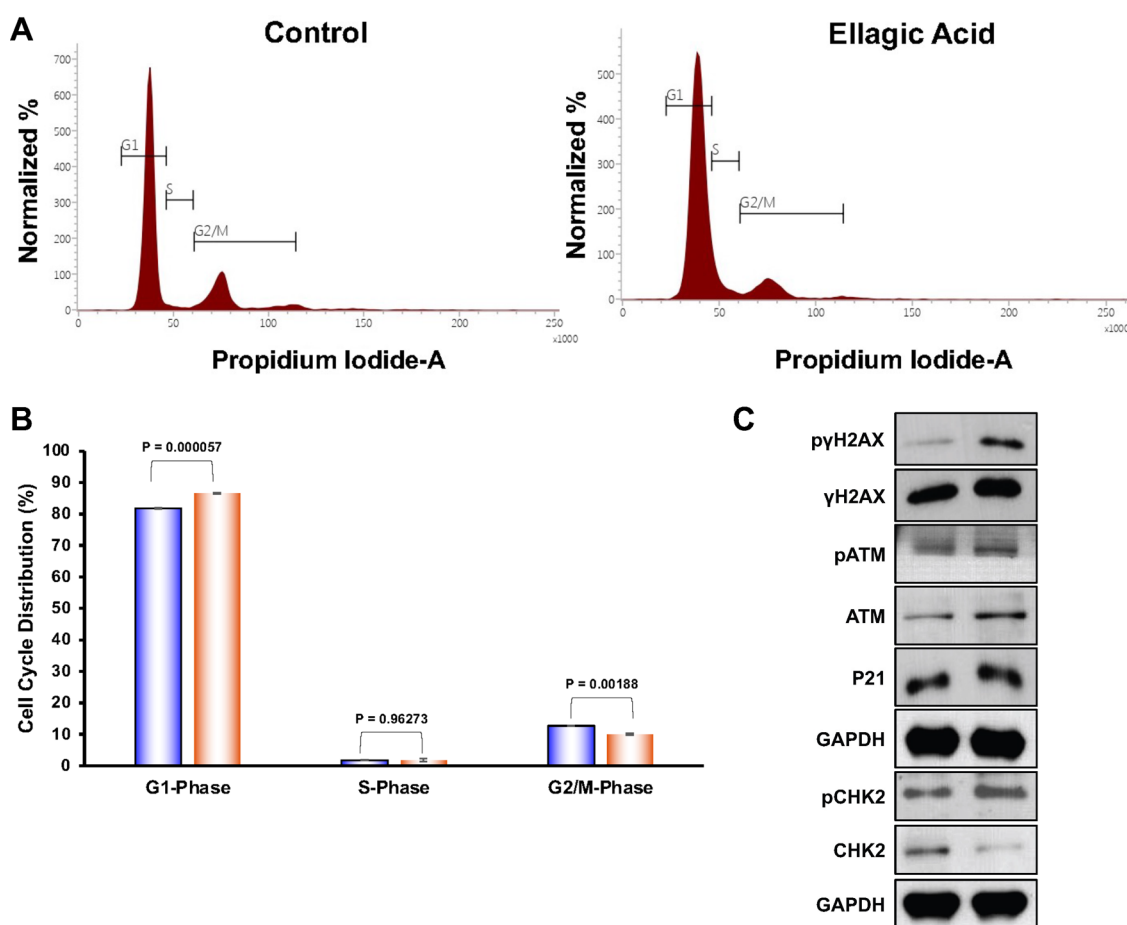 A
Control
Normalized %
700
600
500
400
300
200
100
0
G1
S
G2/M
0 50 100 150 200 250
x1000
Propidium Iodide-A
Ellagic Acid
Normalized %
500
400
300
200
100
0
G1
S
G2/M
0 50 100 150 200 250
x1000
Propidium Iodide-A
B
Cell Cycle Distribution (%)
100
90
80
70
60
50
40
30
20
10
0
P = 0.000057
P = 0.96273
P = 0.00188
G1-Phase S-Phase G2/M-Phase
C
pγH2AX
γH2AX
pATM
ATM
P21
GAPDH
pCHK2
CHK2
GAPDH